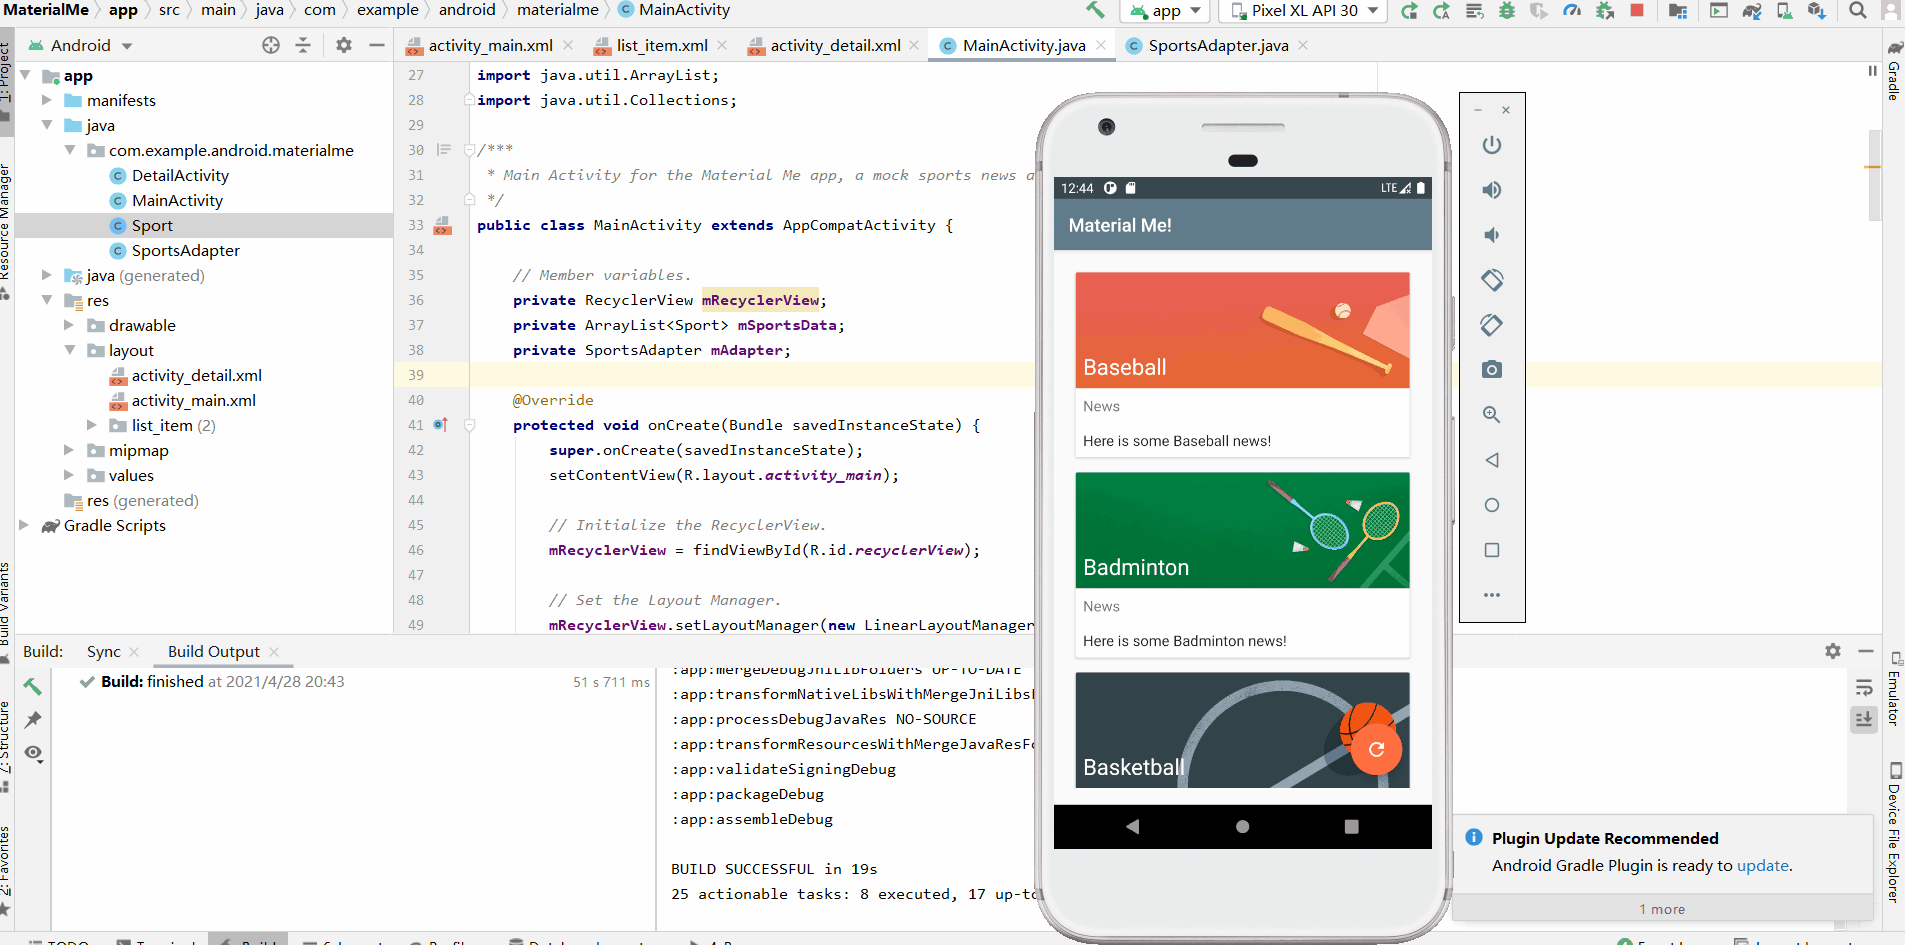 MaterialMe app src main java com example android materialme MainActivity
app Pixel XL API 30
Android
activity_main.xml list_item.xml activity_detail.xml MainActivity.java SportsAdapter.java
1: Project
Resource Manager
Build Variants
Z: Structure
2: Favorites
app
manifests
java
com.example.android.materialme
DetailActivity
MainActivity
Sport
SportsAdapter
java (generated)
res
drawable
layout
activity_detail.xml
activity_main.xml
list_item (2)
mipmap
values
res (generated)
Gradle Scripts
27 import java.util.ArrayList;
28 import java.util.Collections;
29
30 /***
31 * Main Activity for the Material Me app, a mock sports news a
32 */
33 public class MainActivity extends AppCompatActivity {
34
35 // Member variables.
36 private RecyclerView mRecyclerView;
37 private ArrayList<Sport> mSportsData;
38 private SportsAdapter mAdapter;
39
40 @Override
41 protected void onCreate(Bundle savedInstanceState) {
42 super.onCreate(savedInstanceState);
43 setContentView(R.layout.activity_main);
44
45 // Initialize the RecyclerView.
46 mRecyclerView = findViewById(R.id.recyclerView);
47
48 // Set the Layout Manager.
49 mRecyclerView.setLayoutManager(new LinearLayoutManager
12:44 LTE
Material Me!
Baseball
News
Here is some Baseball news!
Badminton
News
Here is some Badminton news!
Basketball
Gradle
Emulator
Device File Explorer
Build: Sync Build Output
Build: finished at 2021/4/28 20:43 51 s 711 ms
:app:mergeDebugJniLibFolders UP-TO-DATE
:app:transformNativeLibsWithMergeJniLibs
:app:processDebugJavaRes NO-SOURCE
:app:transformResourcesWithMergeJavaResFo
:app:validateSigningDebug
:app:packageDebug
:app:assembleDebug
BUILD SUCCESSFUL in 19s
25 actionable tasks: 8 executed, 17 up-to
Plugin Update Recommended
Android Gradle Plugin is ready to update.
1 more
TODO Terminal Build